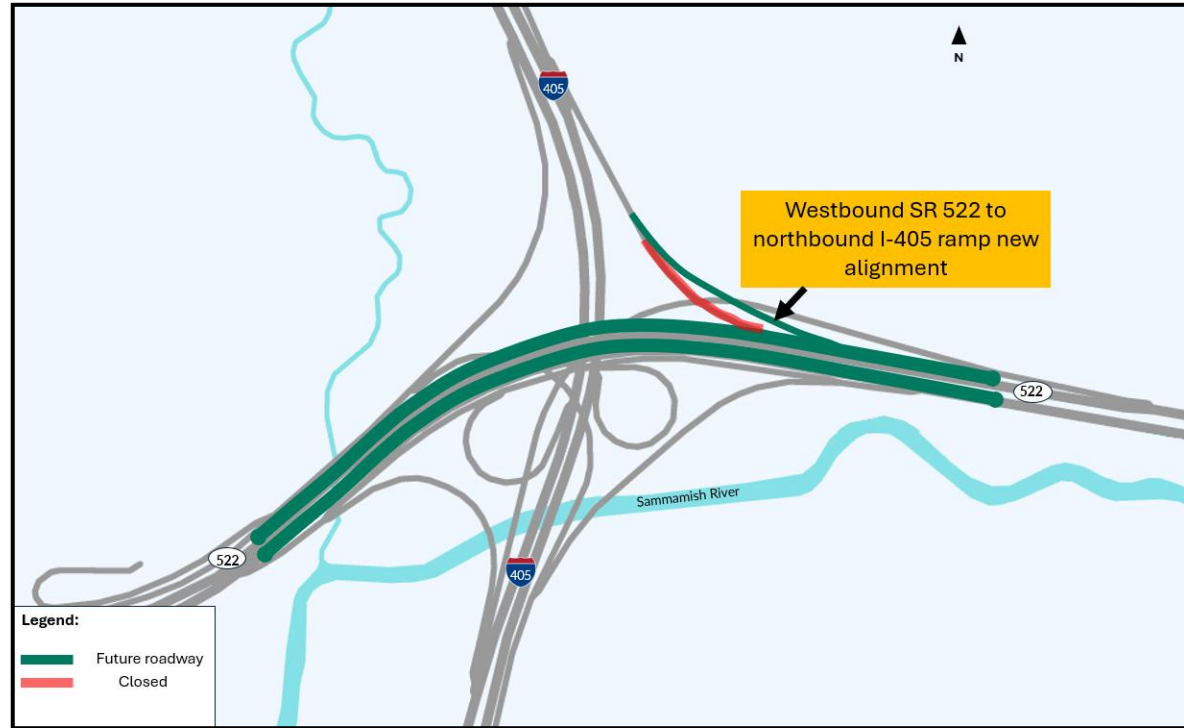 N
405
Westbound SR 522 to
northbound I-405 ramp new
alignment
522
Sammamish River
522
405
Legend:
Future roadway
Closed